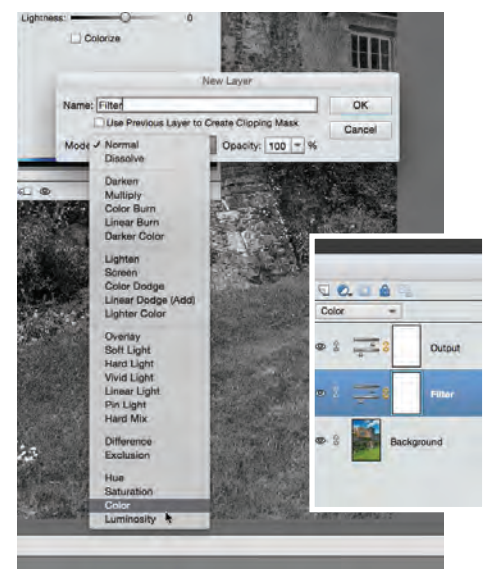 Lightness: 0
Colorize
New Layer
Name: Filter
OK
Use Previous Layer to Create Clipping Mask
Cancel
Mode ✓ Normal Opacity: 100 %
Dissolve
Darken
Multiply
Color Burn
Linear Burn
Darker Color
Lighten
Screen
Color Dodge
Linear Dodge (Add)
Lighter Color
Overlay
Soft Light
Hard Light
Vivid Light
Linear Light
Pin Light
Hard Mix
Difference
Exclusion
Hue
Saturation
Color
Luminosity
Color
Output
Filter
Background